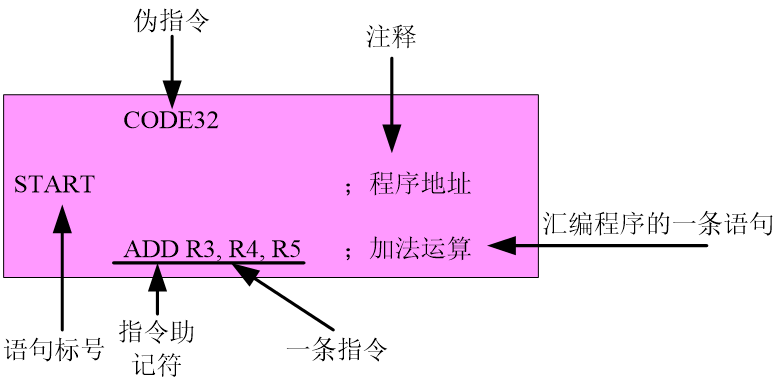 伪指令
注释
CODE32
START ；程序地址
汇编程序的一条语句
ADD R3, R4, R5 ；加法运算
指令助
记符
语句标号
一条指令